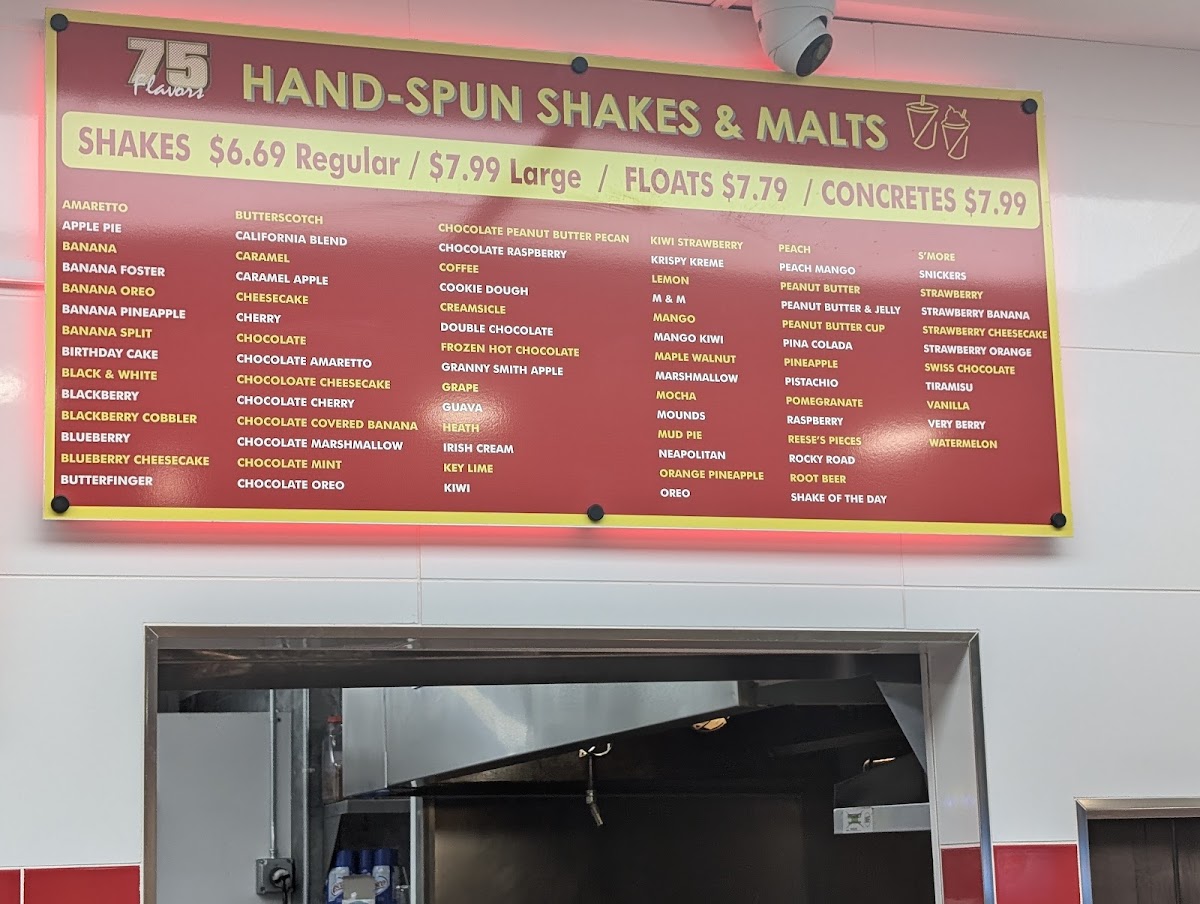 75
Flavors
HAND-SPUN SHAKES & MALTS
SHAKES $6.69 Regular / $7.99 Large / FLOATS $7.79 / CONCRETES $7.99
AMARETTO
APPLE PIE
BANANA
BANANA FOSTER
BANANA OREO
BANANA PINEAPPLE
BANANA SPLIT
BIRTHDAY CAKE
BLACK & WHITE
BLACKBERRY
BLACKBERRY COBBLER
BLUEBERRY
BLUEBERRY CHEESECAKE
BUTTERFINGER
BUTTERSCOTCH
CALIFORNIA BLEND
CARAMEL
CARAMEL APPLE
CHEESECAKE
CHERRY
CHOCOLATE
CHOCOLATE AMARETTO
CHOCOLOATE CHEESECAKE
CHOCOLATE CHERRY
CHOCOLATE COVERED BANANA
CHOCOLATE MARSHMALLOW
CHOCOLATE MINT
CHOCOLATE OREO
CHOCOLATE PEANUT BUTTER PECAN
CHOCOLATE RASPBERRY
COFFEE
COOKIE DOUGH
CREAMSICLE
DOUBLE CHOCOLATE
FROZEN HOT CHOCOLATE
GRANNY SMITH APPLE
GRAPE
GUAVA
HEATH
IRISH CREAM
KEY LIME
KIWI
KIWI STRAWBERRY
KRISPY KREME
LEMON
M & M
MANGO
MANGO KIWI
MAPLE WALNUT
MARSHMALLOW
MOCHA
MOUNDS
MUD PIE
NEAPOLITAN
ORANGE PINEAPPLE
OREO
PEACH
PEACH MANGO
PEANUT BUTTER
PEANUT BUTTER & JELLY
PEANUT BUTTER CUP
PINA COLADA
PINEAPPLE
PISTACHIO
POMEGRANATE
RASPBERRY
REESE'S PIECES
ROCKY ROAD
ROOT BEER
SHAKE OF THE DAY
S'MORE
SNICKERS
STRAWBERRY
STRAWBERRY BANANA
STRAWBERRY CHEESECAKE
STRAWBERRY ORANGE
SWISS CHOCOLATE
TIRAMISU
VANILLA
VERY BERRY
WATERMELON